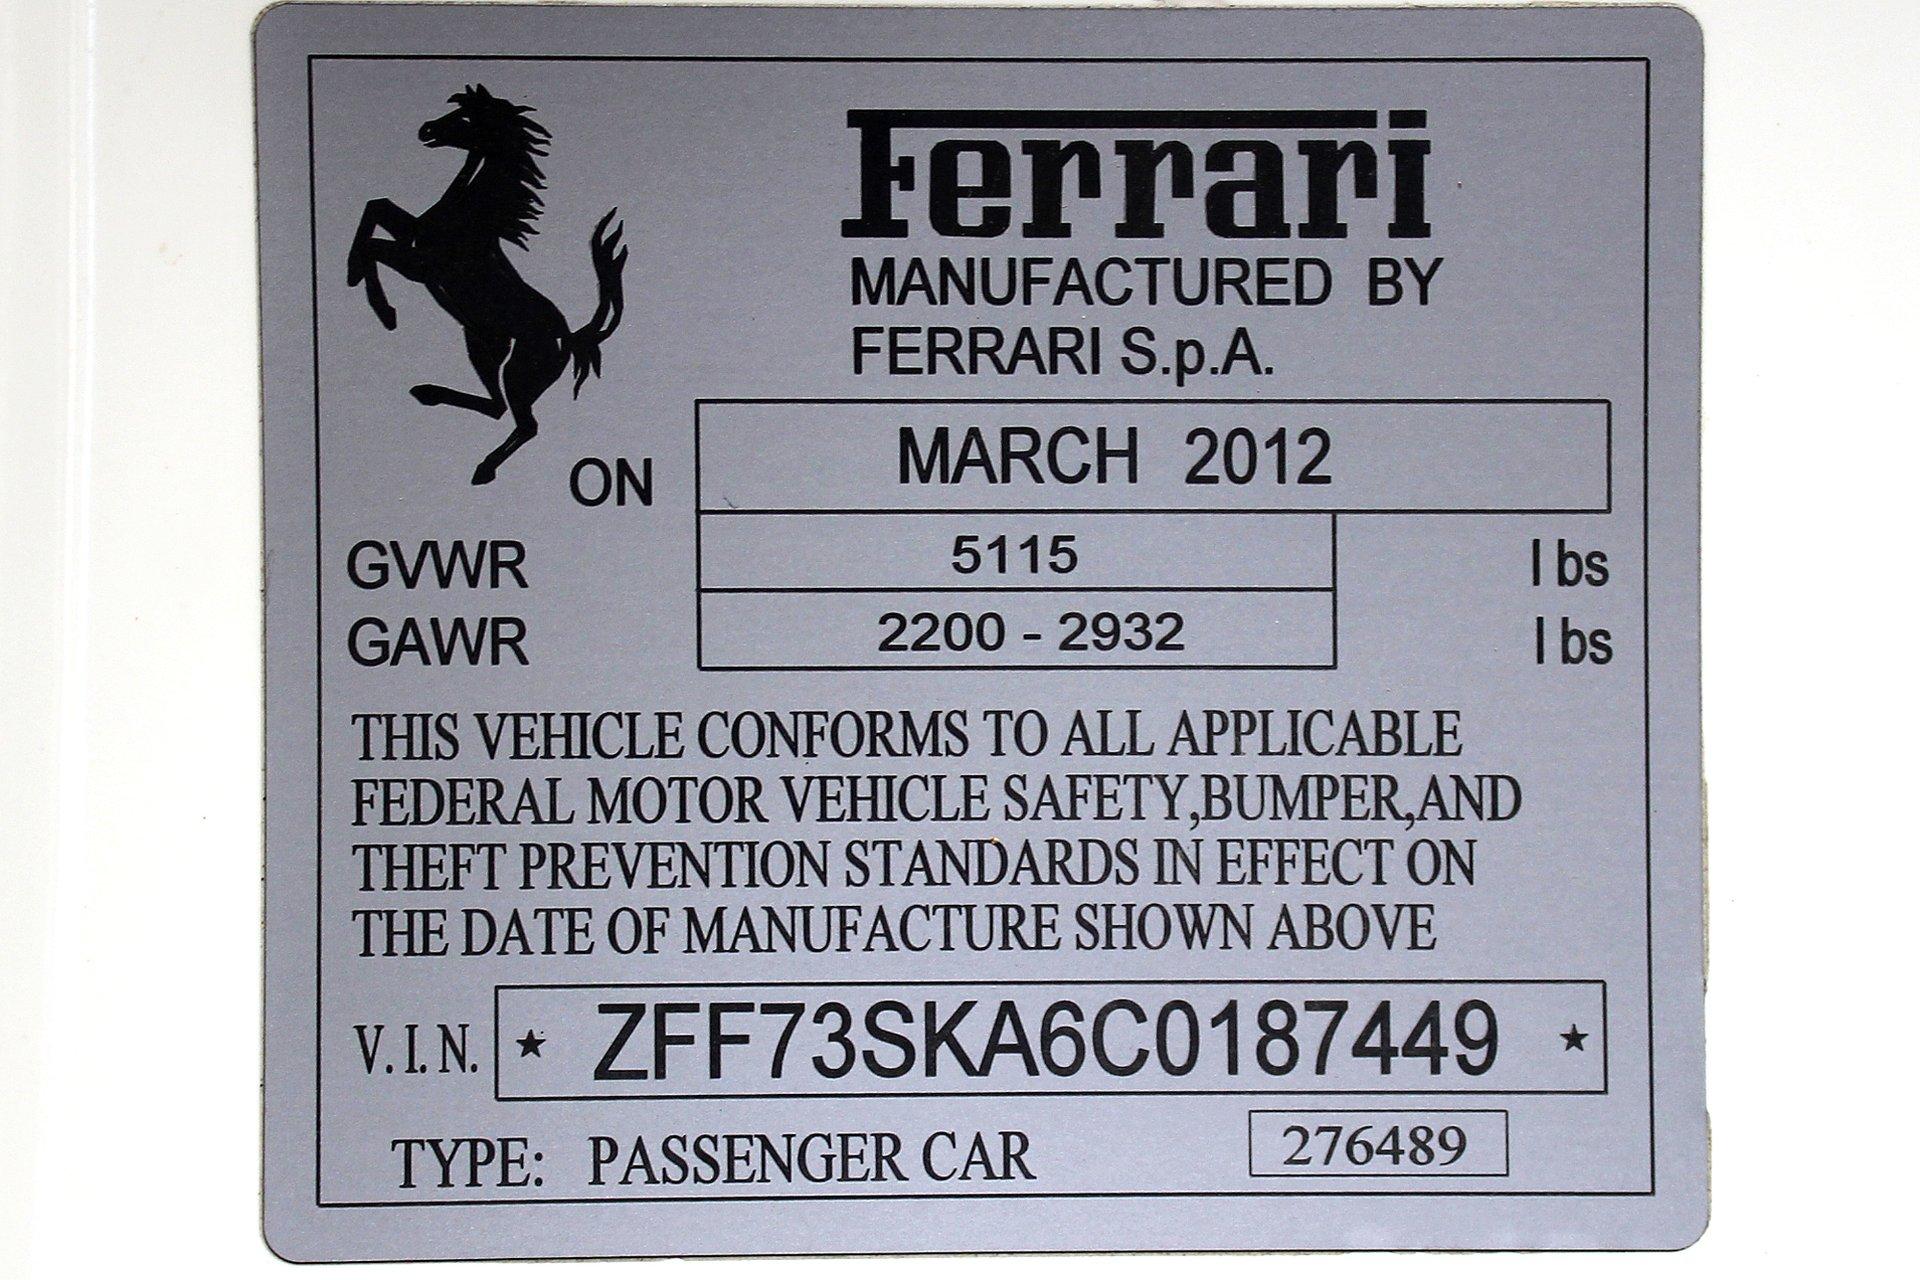 Ferrari
MANUFACTURED BY
FERRARI S.p.A.
ON MARCH 2012
GVWR 5115 lbs
GAWR 2200 - 2932 lbs
THIS VEHICLE CONFORMS TO ALL APPLICABLE
FEDERAL MOTOR VEHICLE SAFETY,BUMPER,AND
THEFT PREVENTION STANDARDS IN EFFECT ON
THE DATE OF MANUFACTURE SHOWN ABOVE
V.I.N. ★ ZFF73SKA6C0187449 ★
TYPE: PASSENGER CAR 276489